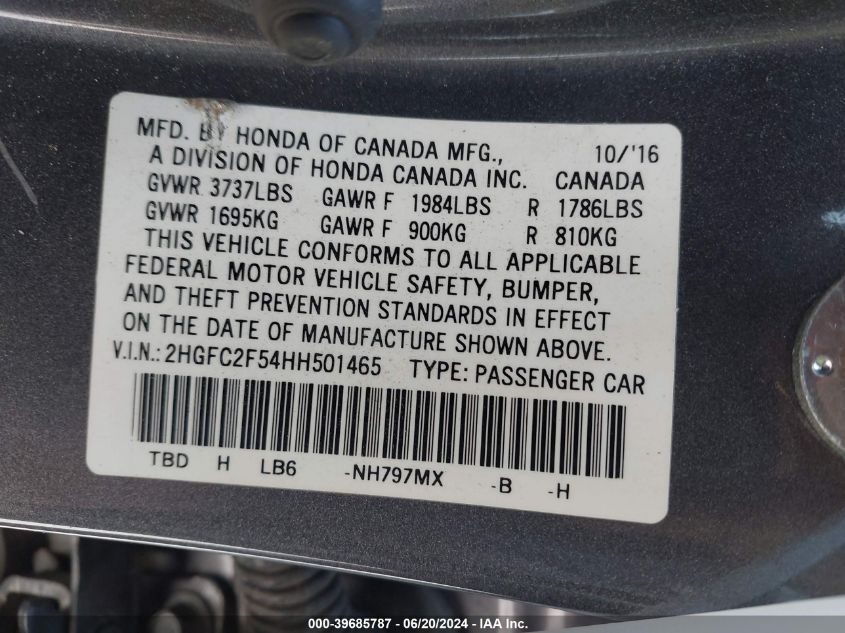 MFD. BY HONDA OF CANADA MFG., 10/'16
A DIVISION OF HONDA CANADA INC. CANADA
GVWR 3737LBS GAWR F 1984LBS R 1786LBS
GVWR 1695KG GAWR F 900KG R 810KG
THIS VEHICLE CONFORMS TO ALL APPLICABLE
FEDERAL MOTOR VEHICLE SAFETY, BUMPER,
AND THEFT PREVENTION STANDARDS IN EFFECT
ON THE DATE OF MANUFACTURE SHOWN ABOVE.
V.I.N.: 2HGFC2F54HH501465 TYPE: PASSENGER CAR
TBD H LB6 -NH797MX -B -H
000-39685787 - 06/20/2024 - IAA Inc.